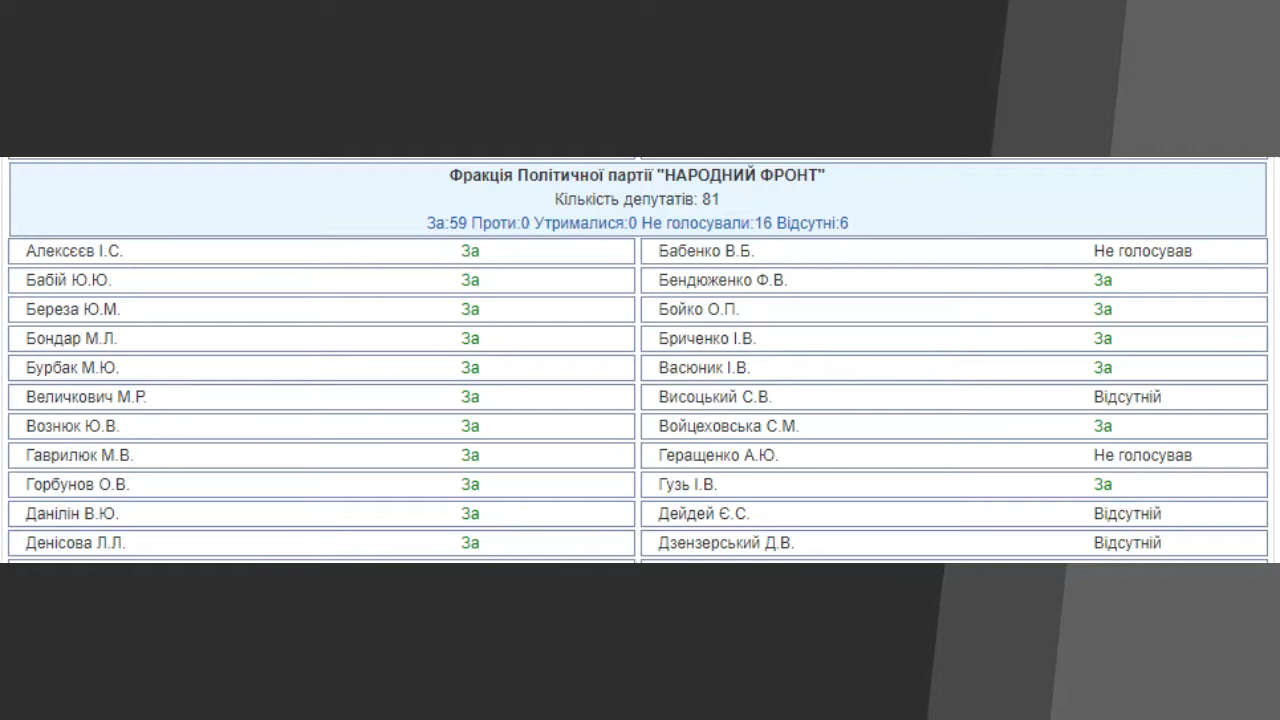 Фракція Політичної партії "НАРОДНИЙ ФРОНТ"
Кількість депутатів: 81
За:59 Проти:0 Утрималися:0 Не голосували:16 Відсутні:6
Алексєєв І.С. За Бабенко В.Б. Не голосував
Бабій Ю.Ю. За Бендюженко Ф.В. За
Береза Ю.М. За Бойко О.П. За
Бондар М.Л. За Бриченко І.В. За
Бурбак М.Ю. За Васюник І.В. За
Величкович М.Р. За Висоцький С.В. Відсутній
Вознюк Ю.В. За Войцеховська С.М. За
Гаврилюк М.В. За Геращенко А.Ю. Не голосував
Горбунов О.В. За Гузь І.В. За
Данілін В.Ю. За Дейдей Є.С. Відсутній
Денісова Л.Л. За Дзензерський Д.В. Відсутній